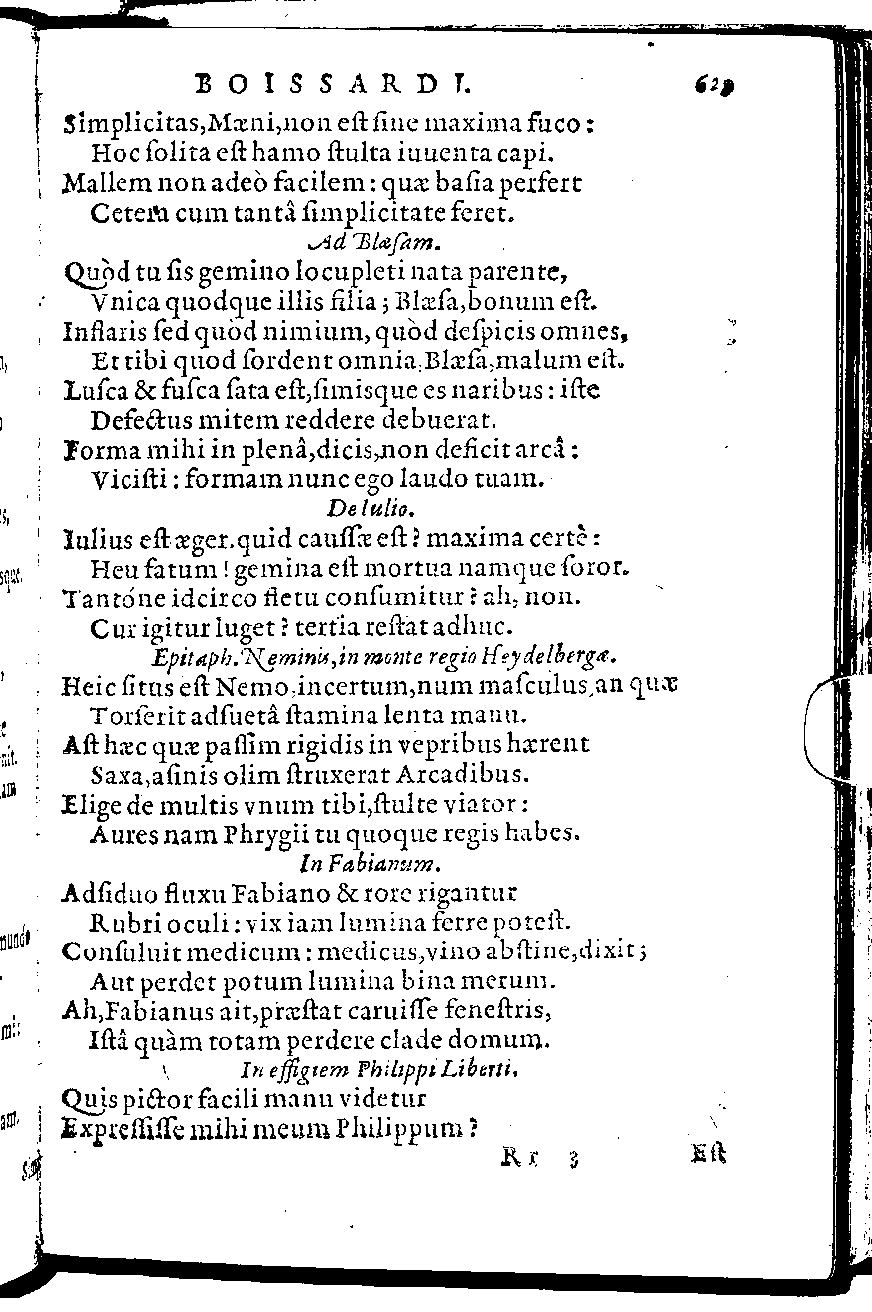 BOISSARDI. 629
Simplicitas,Mæni,non eſt ſine maxima fuco:
Hoc ſolita eſt hamo ſtulta iuuenta capi.
Mallem non adeò facilem: quæ baſia perfert
Cetera cum tantâ ſimplicitate feret.
Ad Blæſam.
Quòd tu ſis gemino locupleti nata parente,
Vnica quodque illis filia; Blæſa,bonum eſt.
Inflaris ſed quòd nimium, quòd deſpicis omnes,
Et tibi quod ſordent omnia,Blæſa,malum eſt.
Luſca & fuſca ſata eſt,ſimisque es naribus: iſte
Defectus mitem reddere debuerat.
Forma mihi in plenâ,dicis,non deficit arcâ:
Viciſti: formam nunc ego laudo tuam.
De Iulio.
Iulius eſt æger.quid cauſſæ eſt? maxima certè:
Heu fatum! gemina eſt mortua namque ſoror.
Tantóne idcirco fletu conſumitur? ah, non.
Cur igitur luget? tertia reſtat adhuc.
Epitaph. Neminis,in monte regio Heydelbergæ.
Heic ſitus eſt Nemo,incertum,num maſculus,an quæ
Torſerit adſuetâ ſtamina lenta manu.
Aſt hæc quæ paſſim rigidis in vepribus hærent
Saxa,aſinis olim ſtruxerat Arcadibus.
Elige de multis vnum tibi,ſtulte viator:
Aures nam Phrygii tu quoque regis habes.
In Fabianum.
Adſiduo fluxu Fabiano & rore rigantur
Rubri oculi: vix iam lumina ferre poteſt.
Conſuluit medicum: medicus,vino abſtine,dixit;
Aut perdet potum lumina bina merum.
Ah,Fabianus ait,præſtat caruiſſe feneſtris,
Iſtâ quàm totam perdere clade domum.
In effigiem Philippi Liberti.
Quis pictor facili manu videtur
Expreſſiſſe mihi meum Philippum?
Rr 3 Eſt